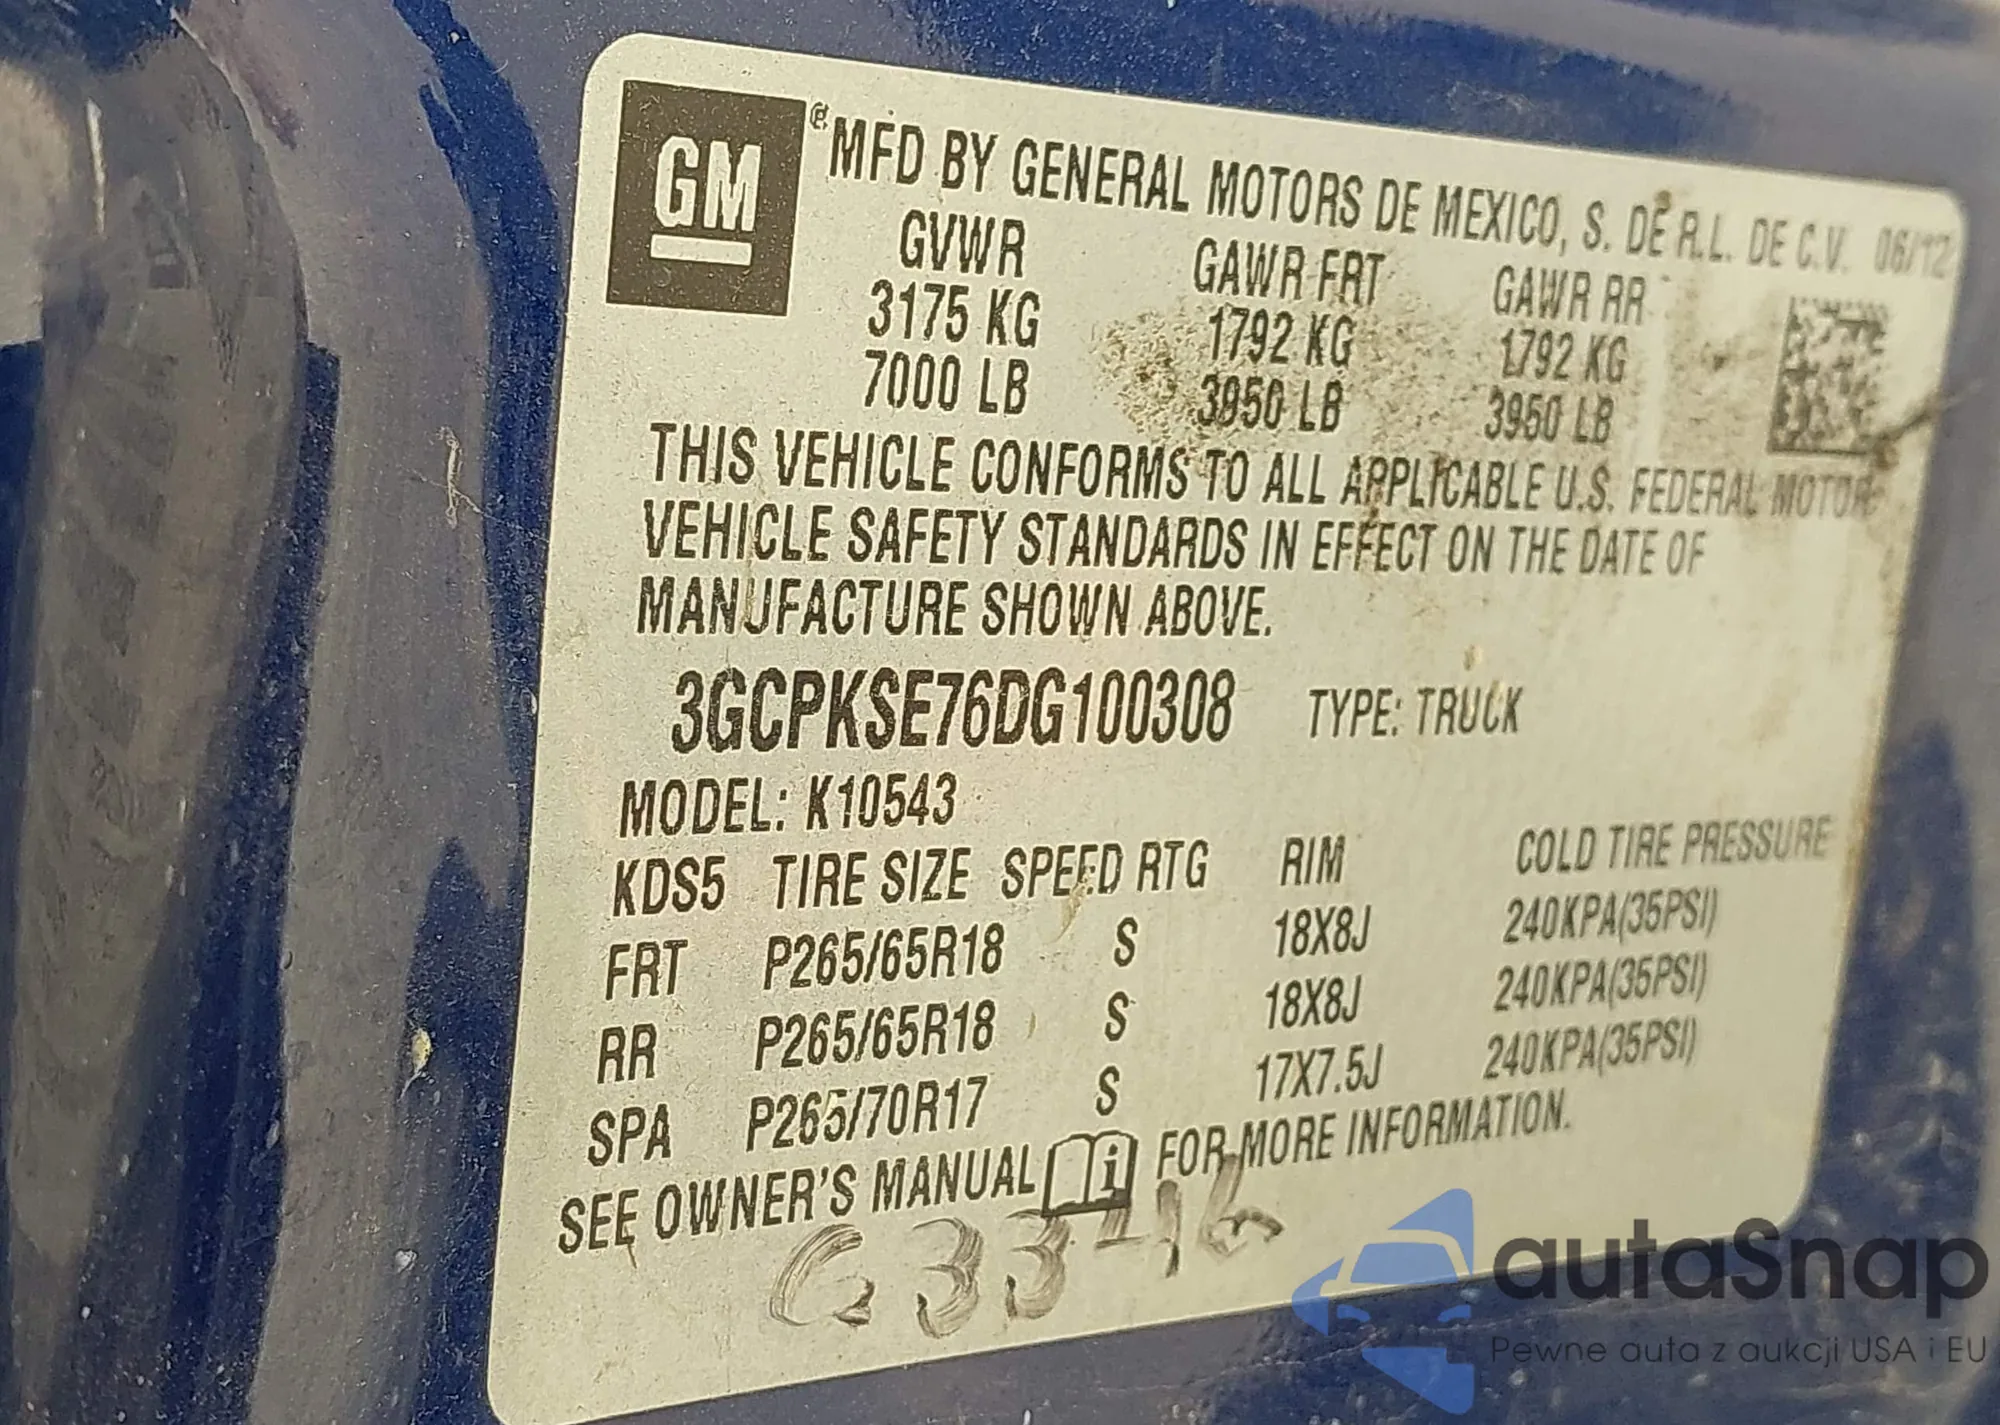 GM
MFD BY GENERAL MOTORS DE MEXICO, S. DE R.L. DE C.V. 06/12
GVWR GAWR FRT GAWR RR
3175 KG 1792 KG 1792 KG
7000 LB 3950 LB 3950 LB
THIS VEHICLE CONFORMS TO ALL APPLICABLE U.S. FEDERAL MOTOR
VEHICLE SAFETY STANDARDS IN EFFECT ON THE DATE OF
MANUFACTURE SHOWN ABOVE.
3GCPKSE76DG100308 TYPE: TRUCK
MODEL: K10543
KDS5 TIRE SIZE SPEED RTG RIM COLD TIRE PRESSURE
FRT P265/65R18 S 18X8J 240KPA(35PSI)
RR P265/65R18 S 18X8J 240KPA(35PSI)
SPA P265/70R17 S 17X7.5J 240KPA(35PSI)
SEE OWNER'S MANUAL i FOR MORE INFORMATION.
autaSnap
Pewne auta z aukcji USA i EU